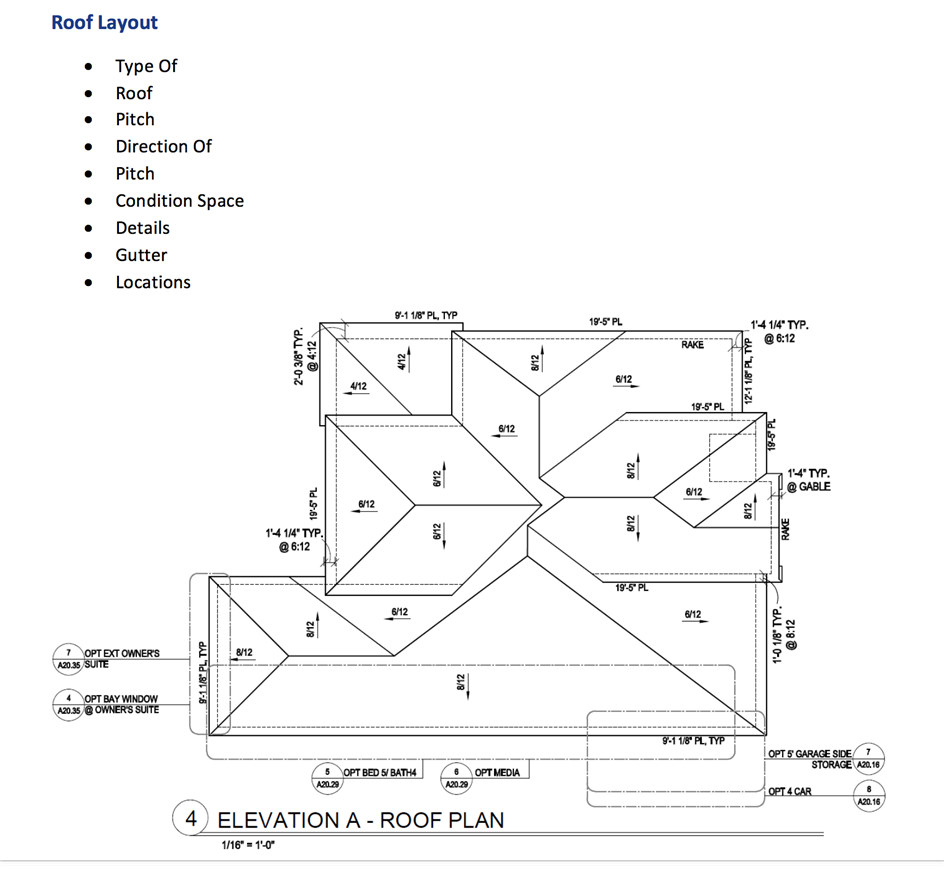 Roof Layout
• Type Of
• Roof
• Pitch
• Direction Of
• Pitch
• Condition Space
• Details
• Gutter
• Locations
9'-1 1/8" PL, TYP
19'-5" PL
1'-4 1/4" TYP.
@ 6:12
RAKE
2'-0 3/8" TYP.
@ 4:12
4/12
8/12
12'-1 1/8" PL, TYP
4/12
6/12
19'-5" PL
6/12
19'-5" PL
6/12
8/12
1'-4" TYP.
@ GABLE
19'-5" PL
6/12
6/12
8/12
1'-4 1/4" TYP.
@ 6:12
6/12
8/12
RAKE
19'-5" PL
6/12
8/12
6/12
1'-0 1/8" TYP.
@ 8:12
7
A20.35
OPT EXT OWNER'S
SUITE
9'-1 1/8" PL, TYP
8/12
8/12
4
A20.35
OPT BAY WINDOW
@ OWNER'S SUITE
9'-1 1/8" PL, TYP
OPT 5' GARAGE SIDE
STORAGE
7
A20.16
5
A20.29
OPT BED 5/ BATH4
6
A20.29
OPT MEDIA
OPT 4 CAR
8
A20.16
4
ELEVATION A - ROOF PLAN
1/16" = 1'-0"